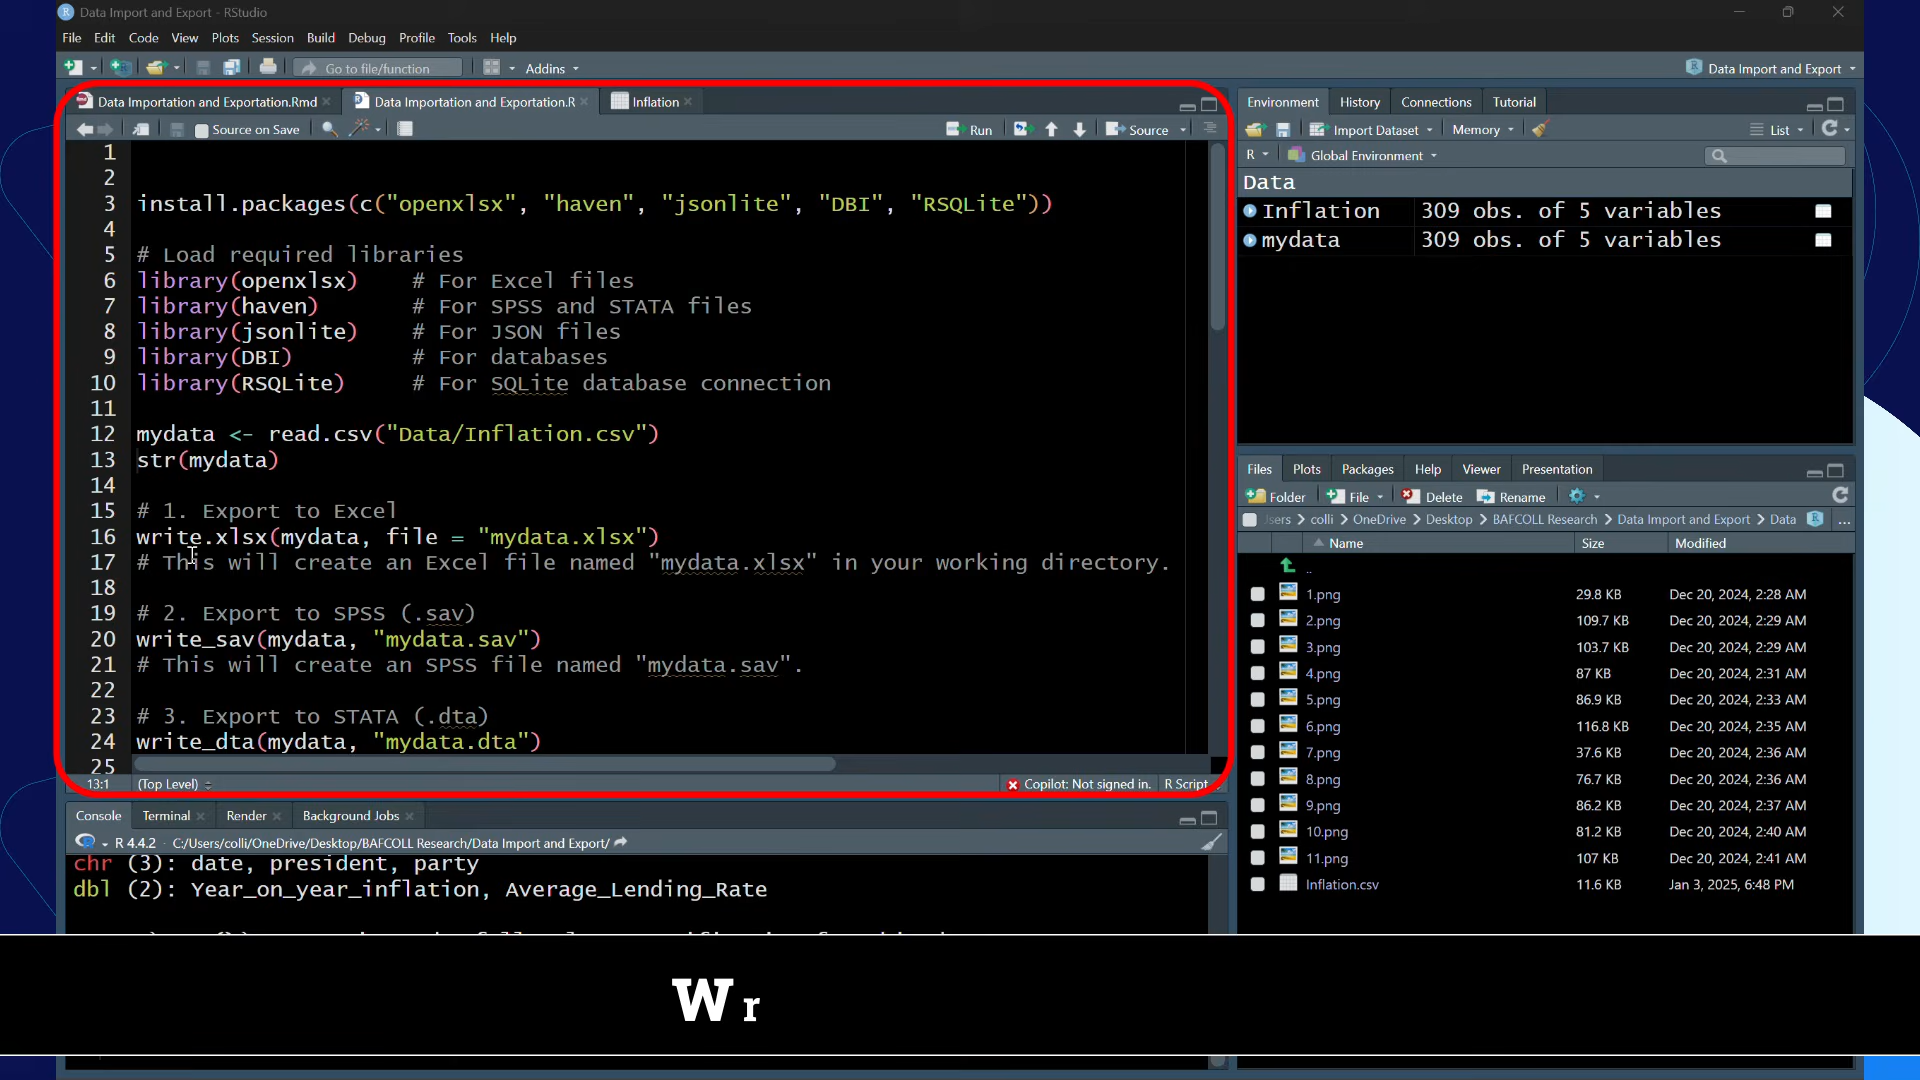 Data Import and Export - RStudio
File Edit Code View Plots Session Build Debug Profile Tools Help
Go to file/function Addins Data Import and Export
Data Importation and Exportation.Rmd Data Importation and Exportation.R Inflation
Source on Save Run Source
1
2
3 install.packages(c("openxlsx", "haven", "jsonlite", "DBI", "RSQLite"))
4
5 # Load required libraries
6 library(openxlsx) # For Excel files
7 library(haven) # For SPSS and STATA files
8 library(jsonlite) # For JSON files
9 library(DBI) # For databases
10 library(RSQLite) # For SQLite database connection
11
12 mydata <- read.csv("Data/Inflation.csv")
13 str(mydata)
14
15 # 1. Export to Excel
16 write.xlsx(mydata, file = "mydata.xlsx")
17 # This will create an Excel file named "mydata.xlsx" in your working directory.
18
19 # 2. Export to SPSS (.sav)
20 write_sav(mydata, "mydata.sav")
21 # This will create an SPSS file named "mydata.sav".
22
23 # 3. Export to STATA (.dta)
24 write_dta(mydata, "mydata.dta")
25
13:1 (Top Level) Copilot: Not signed in. R Script
Console Terminal Render Background Jobs
R 4.4.2 · C:/Users/colli/OneDrive/Desktop/BAFCOLL Research/Data Import and Export/
chr (3): date, president, party
dbl (2): Year_on_year_inflation, Average_Lending_Rate
Environment History Connections Tutorial
Import Dataset Memory List
R Global Environment
Data
Inflation 309 obs. of 5 variables
mydata 309 obs. of 5 variables
Files Plots Packages Help Viewer Presentation
Folder File Delete Rename
sers > colli > OneDrive > Desktop > BAFCOLL Research > Data Import and Export > Data ...
Name Size Modified
..
1.png 29.8 KB Dec 20, 2024, 2:28 AM
2.png 109.7 KB Dec 20, 2024, 2:29 AM
3.png 103.7 KB Dec 20, 2024, 2:29 AM
4.png 87 KB Dec 20, 2024, 2:31 AM
5.png 86.9 KB Dec 20, 2024, 2:33 AM
6.png 116.8 KB Dec 20, 2024, 2:35 AM
7.png 37.6 KB Dec 20, 2024, 2:36 AM
8.png 76.7 KB Dec 20, 2024, 2:36 AM
9.png 86.2 KB Dec 20, 2024, 2:37 AM
10.png 81.2 KB Dec 20, 2024, 2:40 AM
11.png 107 KB Dec 20, 2024, 2:41 AM
Inflation.csv 11.6 KB Jan 3, 2025, 6:48 PM
Wr